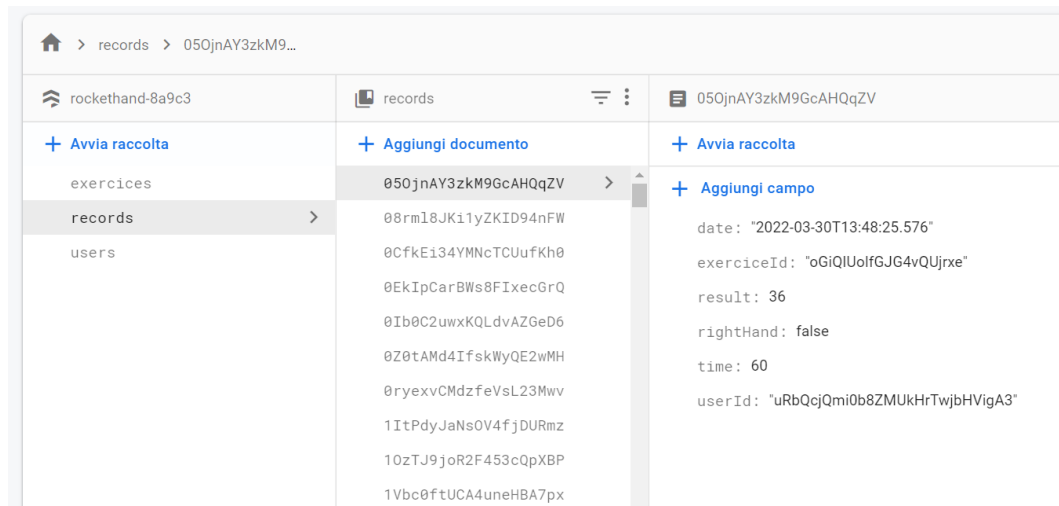 records > 05OjnAY3zkM9...
rockethand-8a9c3
records
05OjnAY3zkM9GcAHQqZV
+ Avvia raccolta
+ Aggiungi documento
+ Avvia raccolta
exercices
records
users
05OjnAY3zkM9GcAHQqZV
08rml8JKi1yZKID94nFW
0CfkEi34YMNcTCUufKh0
0EkIpCarBWs8FIxecGrQ
0Ib0C2uwxKQLdvAZGeD6
0Z0tAMd4IfskWyQE2wMH
0ryexvCMdzfeVsL23Mwv
1ItPdyJaNsOV4fjDURmz
1OzTJ9joR2F453cQpXBP
1Vbc0ftUCA4uneHBA7px
+ Aggiungi campo
date: "2022-03-30T13:48:25.576"
exerciceId: "oGiQIUolfGJG4vQUjrxe"
result: 36
rightHand: false
time: 60
userId: "uRbQcjQmi0b8ZMUkHrTwjbHVigA3"